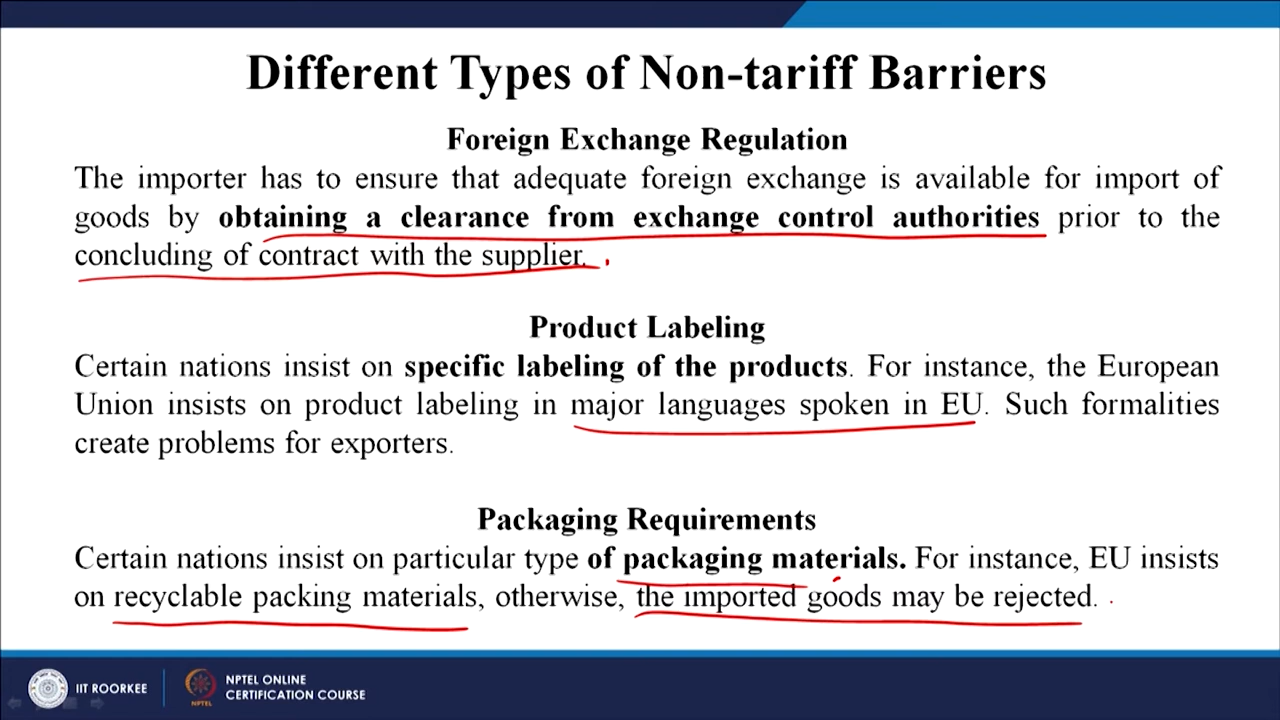 Different Types of Non-tariff Barriers
Foreign Exchange Regulation
The importer has to ensure that adequate foreign exchange is available for import of
goods by obtaining a clearance from exchange control authorities prior to the
concluding of contract with the supplier.
Product Labeling
Certain nations insist on specific labeling of the products. For instance, the European
Union insists on product labeling in major languages spoken in EU. Such formalities
create problems for exporters.
Packaging Requirements
Certain nations insist on particular type of packaging materials. For instance, EU insists
on recyclable packing materials, otherwise, the imported goods may be rejected.
IIT ROORKEE
NPTEL
NPTEL ONLINE
CERTIFICATION COURSE